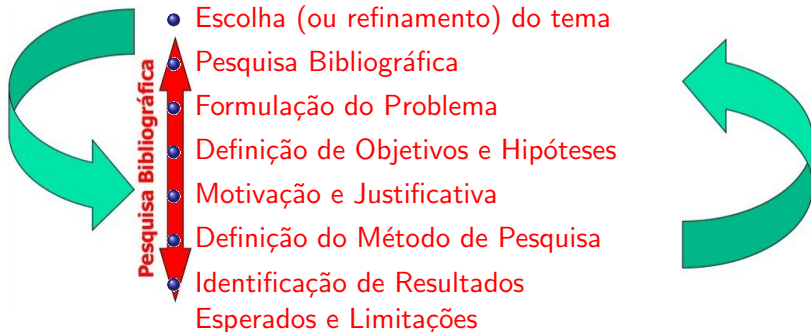 Escolha (ou refinamento) do tema
Pesquisa Bibliográfica
Formulação do Problema
Definição de Objetivos e Hipóteses
Motivação e Justificativa
Definição do Método de Pesquisa
Identificação de Resultados
Esperados e Limitações
Pesquisa Bibliográfica